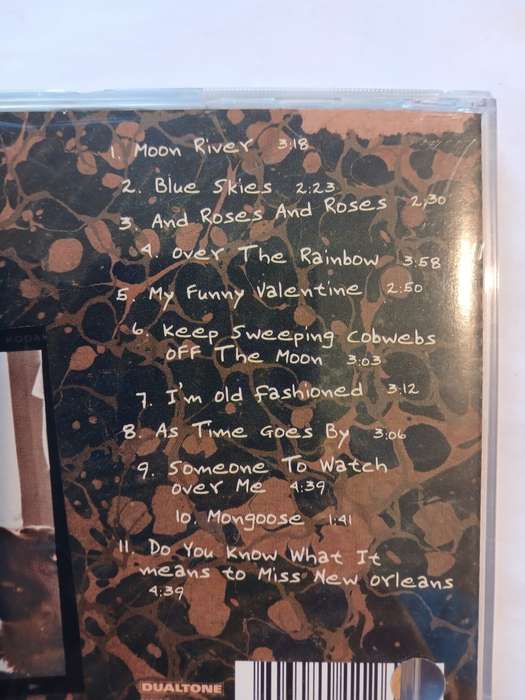 1. Moon River 3:18
2. Blue Skies 2:23
3. And Roses And Roses 2:30
4. over The Rainbow 3:58
5. My Funny Valentine 2:50
6. Keep Sweeping Cobwebs
off The Moon 3:03
7. I'm old fashioned 3:12
8. As Time Goes By 3:06
9. Someone To Watch
over Me 4:39
10. Mongoose 1:41
11. Do You Know What It
means to Miss New orleans
4:39
KODAK
DUALTONE